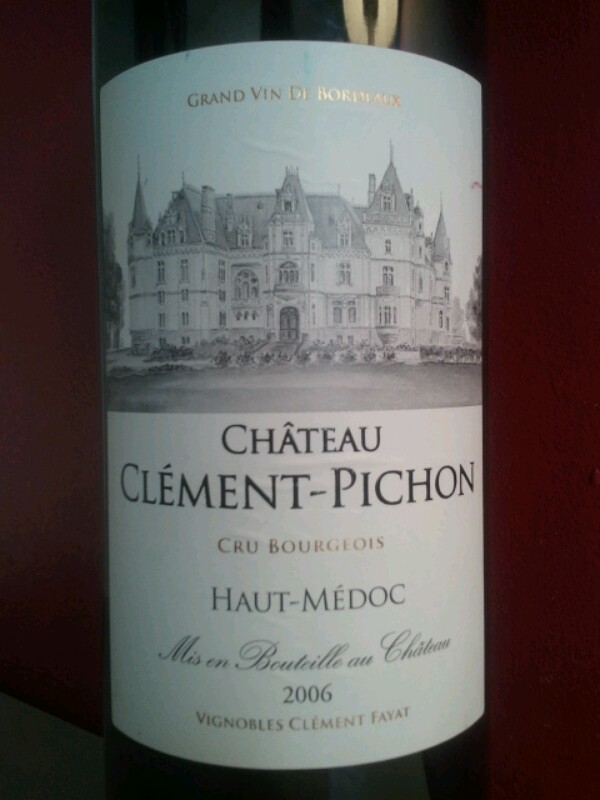 GRAND VIN DE BORDEAUX
CHÂTEAU
CLÉMENT-PICHON
CRU BOURGEOIS
HAUT-MÉDOC
Mis en Bouteille au Château
2006
VIGNOBLES CLÉMENT FAYAT